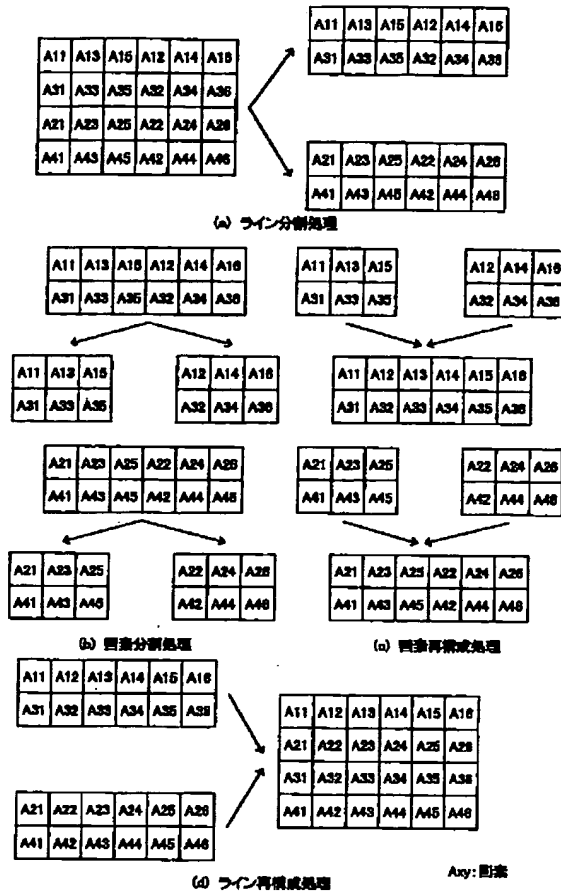 A11 A13 A15 A12 A14 A16
A31 A33 A35 A32 A34 A36
A21 A23 A25 A22 A24 A26
A41 A43 A45 A42 A44 A46
A11 A13 A15 A12 A14 A16
A31 A33 A35 A32 A34 A36
A21 A23 A25 A22 A24 A26
A41 A43 A45 A42 A44 A46
(a) ライン分割処理
A11 A13 A15 A12 A14 A16
A31 A33 A35 A32 A34 A36
A11 A13 A15
A31 A33 A35
A12 A14 A16
A32 A34 A36
A21 A23 A25 A22 A24 A26
A41 A43 A45 A42 A44 A46
A21 A23 A25
A41 A43 A45
A22 A24 A26
A42 A44 A46
(b) 画素分割処理
A11 A13 A15
A31 A33 A35
A12 A14 A16
A32 A34 A36
A11 A12 A13 A14 A15 A16
A31 A32 A33 A34 A35 A36
A21 A23 A25
A41 A43 A45
A22 A24 A26
A42 A44 A46
A21 A23 A25 A22 A24 A26
A41 A43 A45 A42 A44 A46
(c) 画素再構成処理
A11 A12 A13 A14 A15 A16
A31 A32 A33 A34 A35 A36
A21 A22 A23 A24 A25 A26
A41 A42 A43 A44 A45 A46
A11 A12 A13 A14 A15 A16
A21 A22 A23 A24 A25 A26
A31 A32 A33 A34 A35 A36
A41 A42 A43 A44 A45 A46
(d) ライン再構成処理
Axy:画素